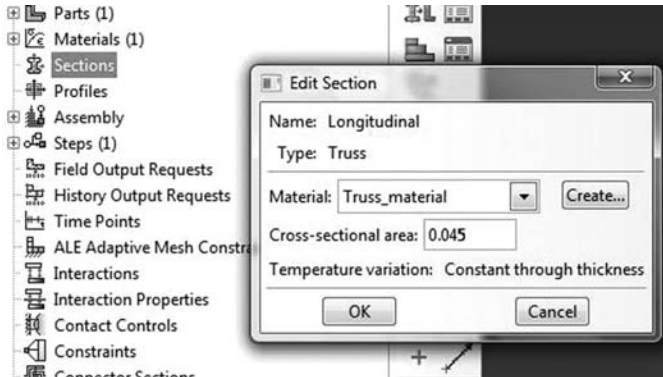 Parts (1)
Materials (1)
Sections
Profiles
Assembly
Steps (1)
Field Output Requests
History Output Requests
Time Points
ALE Adaptive Mesh Constra
Interactions
Interaction Properties
Contact Controls
Constraints
Connector Sections
Edit Section
Name: Longitudinal
Type: Truss
Material: Truss_material Create...
Cross-sectional area: 0.045
Temperature variation: Constant through thickness
OK Cancel